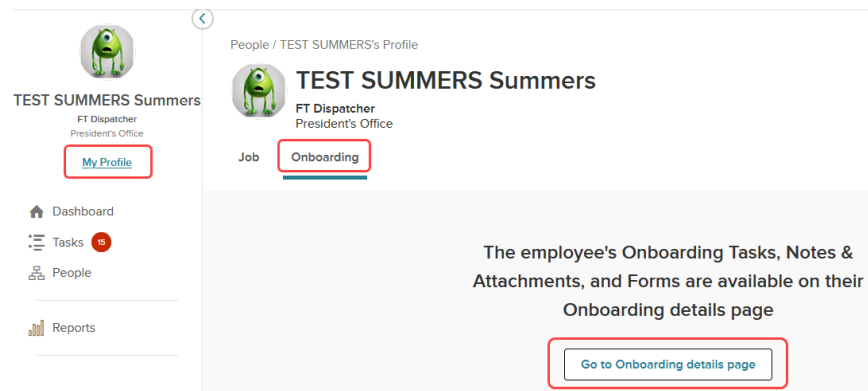 TEST SUMMERS Summers
FT Dispatcher
President's Office
My Profile
Dashboard
Tasks 15
People
Reports
People / TEST SUMMERS's Profile
TEST SUMMERS Summers
FT Dispatcher
President's Office
Job Onboarding
The employee's Onboarding Tasks, Notes &
Attachments, and Forms are available on their
Onboarding details page
Go to Onboarding details page